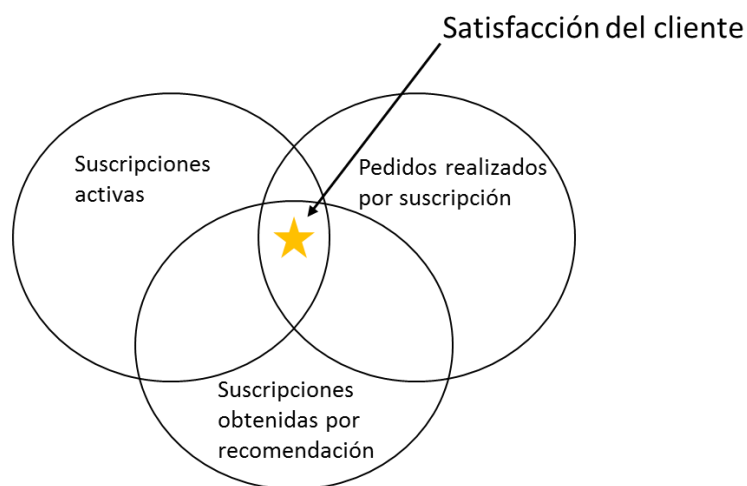 Satisfacción del cliente
Suscripciones
activas
Pedidos realizados
por suscripción
Suscripciones
obtenidas por
recomendación